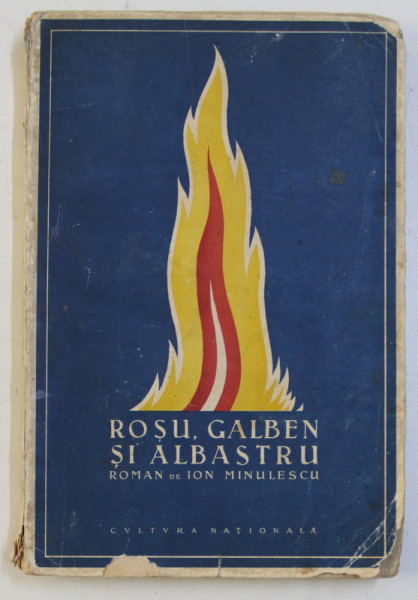 ROȘU, GALBEN
ȘI ALBASTRU
ROMAN DE ION MINULESCU
CVLTVRA NAȚIONALĂ